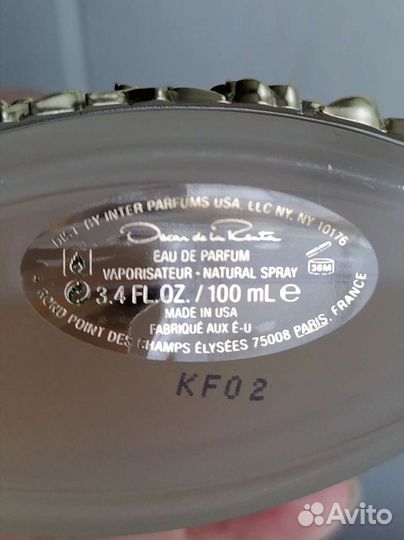 DIST. BY INTER PARFUMS USA, LLC NY, NY 10176
Oscar de la Renta
EAU DE PARFUM
VAPORISATEUR - NATURAL SPRAY
36M
3.4 FL.OZ. / 100 mL e
MADE IN USA
FABRIQUÉ AUX É-U
4 ROND POINT DES CHAMPS ÉLYSÉES 75008 PARIS, FRANCE
KF02
Avito